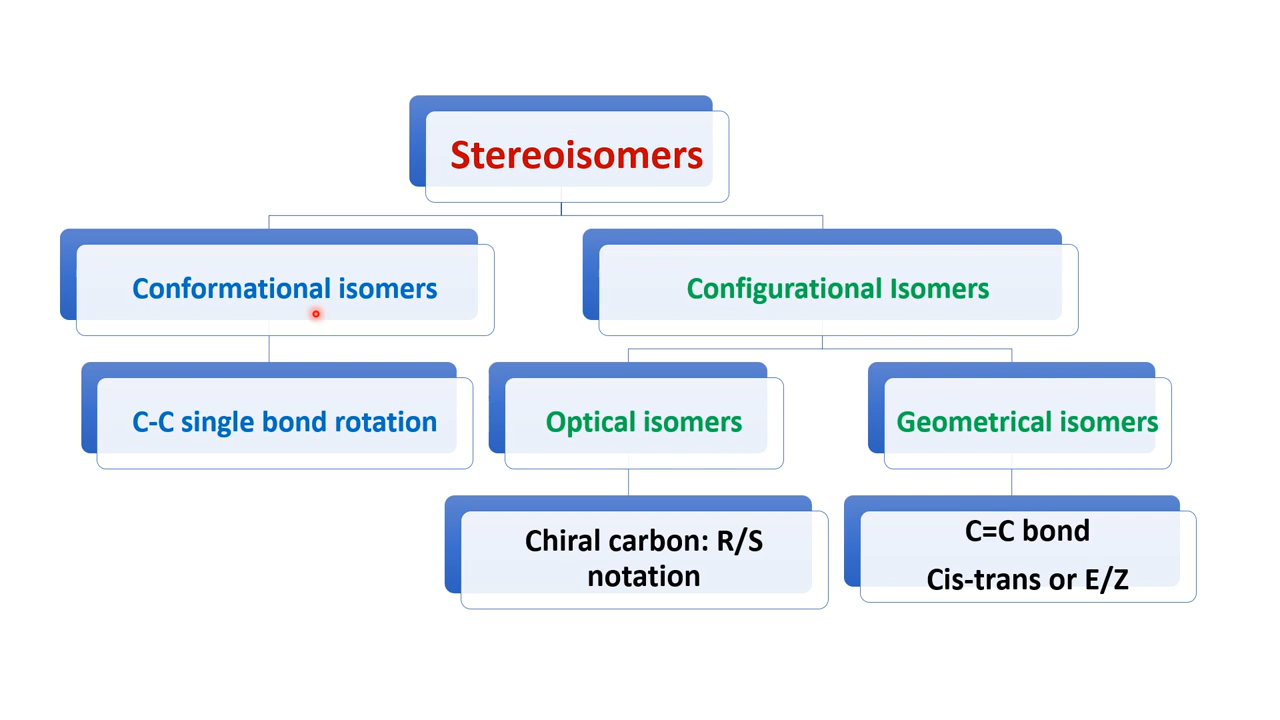 Stereoisomers
Conformational isomers
Configurational Isomers
C-C single bond rotation
Optical isomers
Geometrical isomers
Chiral carbon: R/S
notation
C=C bond
Cis-trans or E/Z